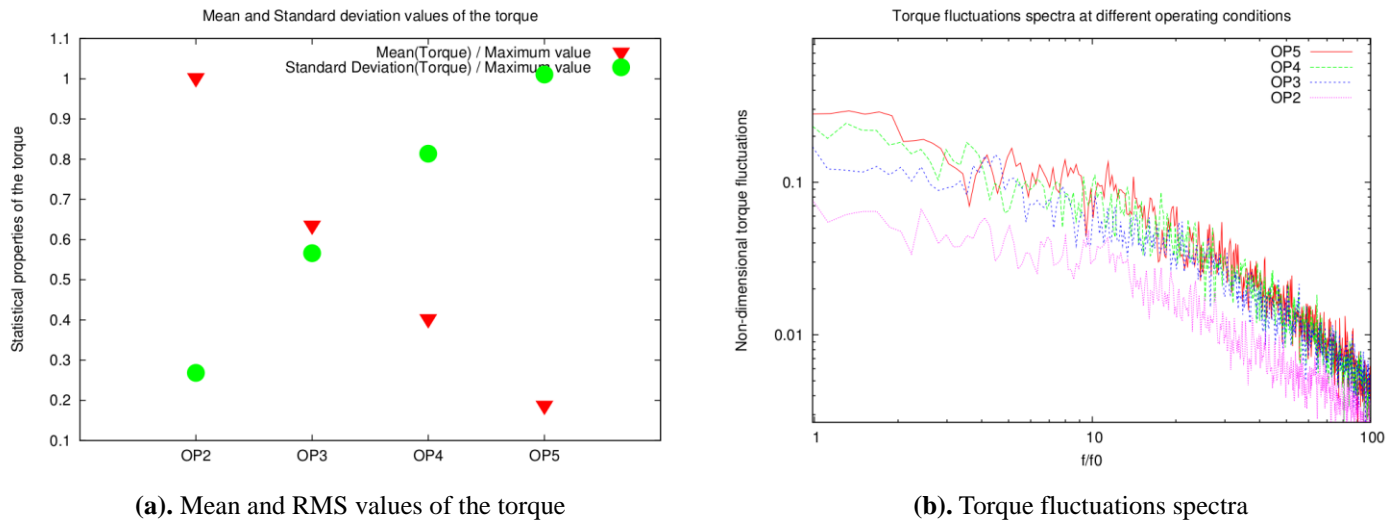 Mean and Standard deviation values of the torque
Statistical properties of the torque
1.1
1
0.9
0.8
0.7
0.6
0.5
0.4
0.3
0.2
0.1
Mean(Torque) / Maximum value
Standard Deviation(Torque) / Maximum value
OP2 OP3 OP4 OP5
(a). Mean and RMS values of the torque
Torque fluctuations spectra at different operating conditions
Non-dimensional torque fluctuations
0.1
0.01
OP5
OP4
OP3
OP2
1 10 100
f/f0
(b). Torque fluctuations spectra